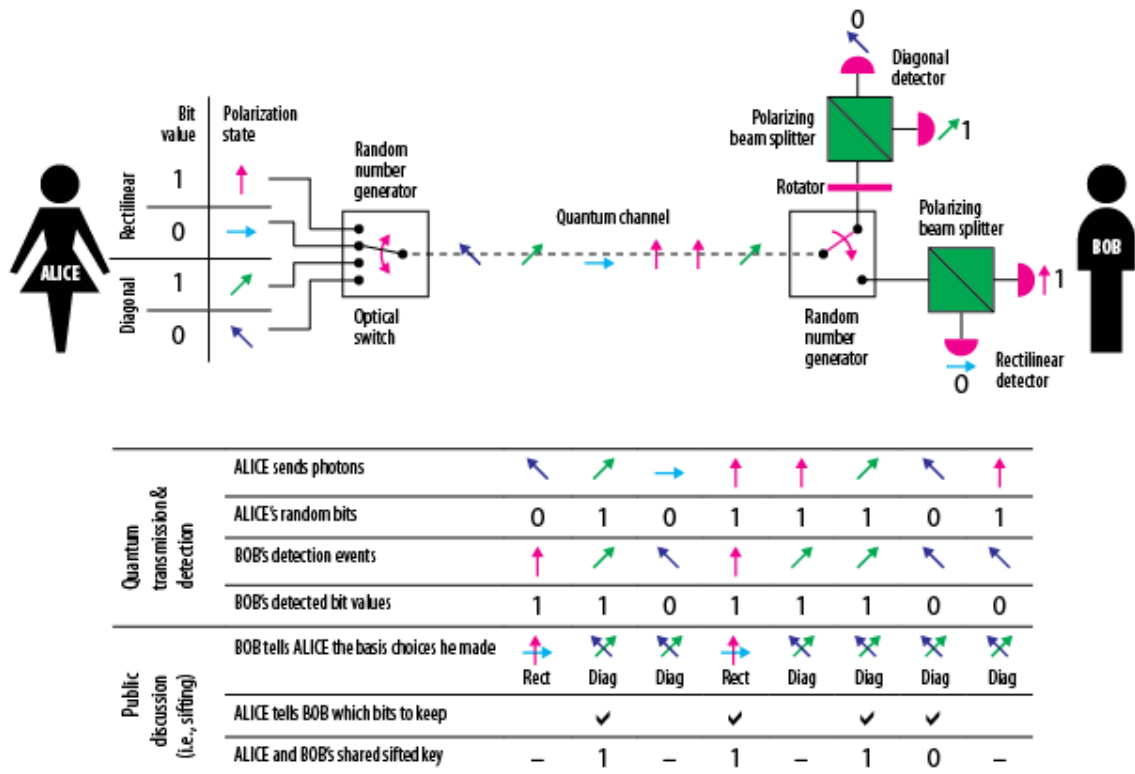 0
Diagonal
detector
Bit
value
Polarization
state
Polarizing
beam splitter
1
Random
number
generator
Rectilinear
1
0
Rotator
Quantum channel
Polarizing
beam splitter
ALICE
BOB
Diagonal
1
0
1
Optical
switch
Random
number
generator
Rectilinear
detector
0
Quantum
transmission &
detection
ALICE sends photons
ALICE's random bits 0 1 0 1 1 1 0 1
BOB's detection events
BOB's detected bit values 1 1 0 1 1 1 0 0
Public
discussion
(i.e., sifting)
BOB tells ALICE the basis choices he made
Rect Diag Diag Rect Diag Diag Diag Diag
ALICE tells BOB which bits to keep
ALICE and BOB's shared sifted key – 1 – 1 – 1 0 –